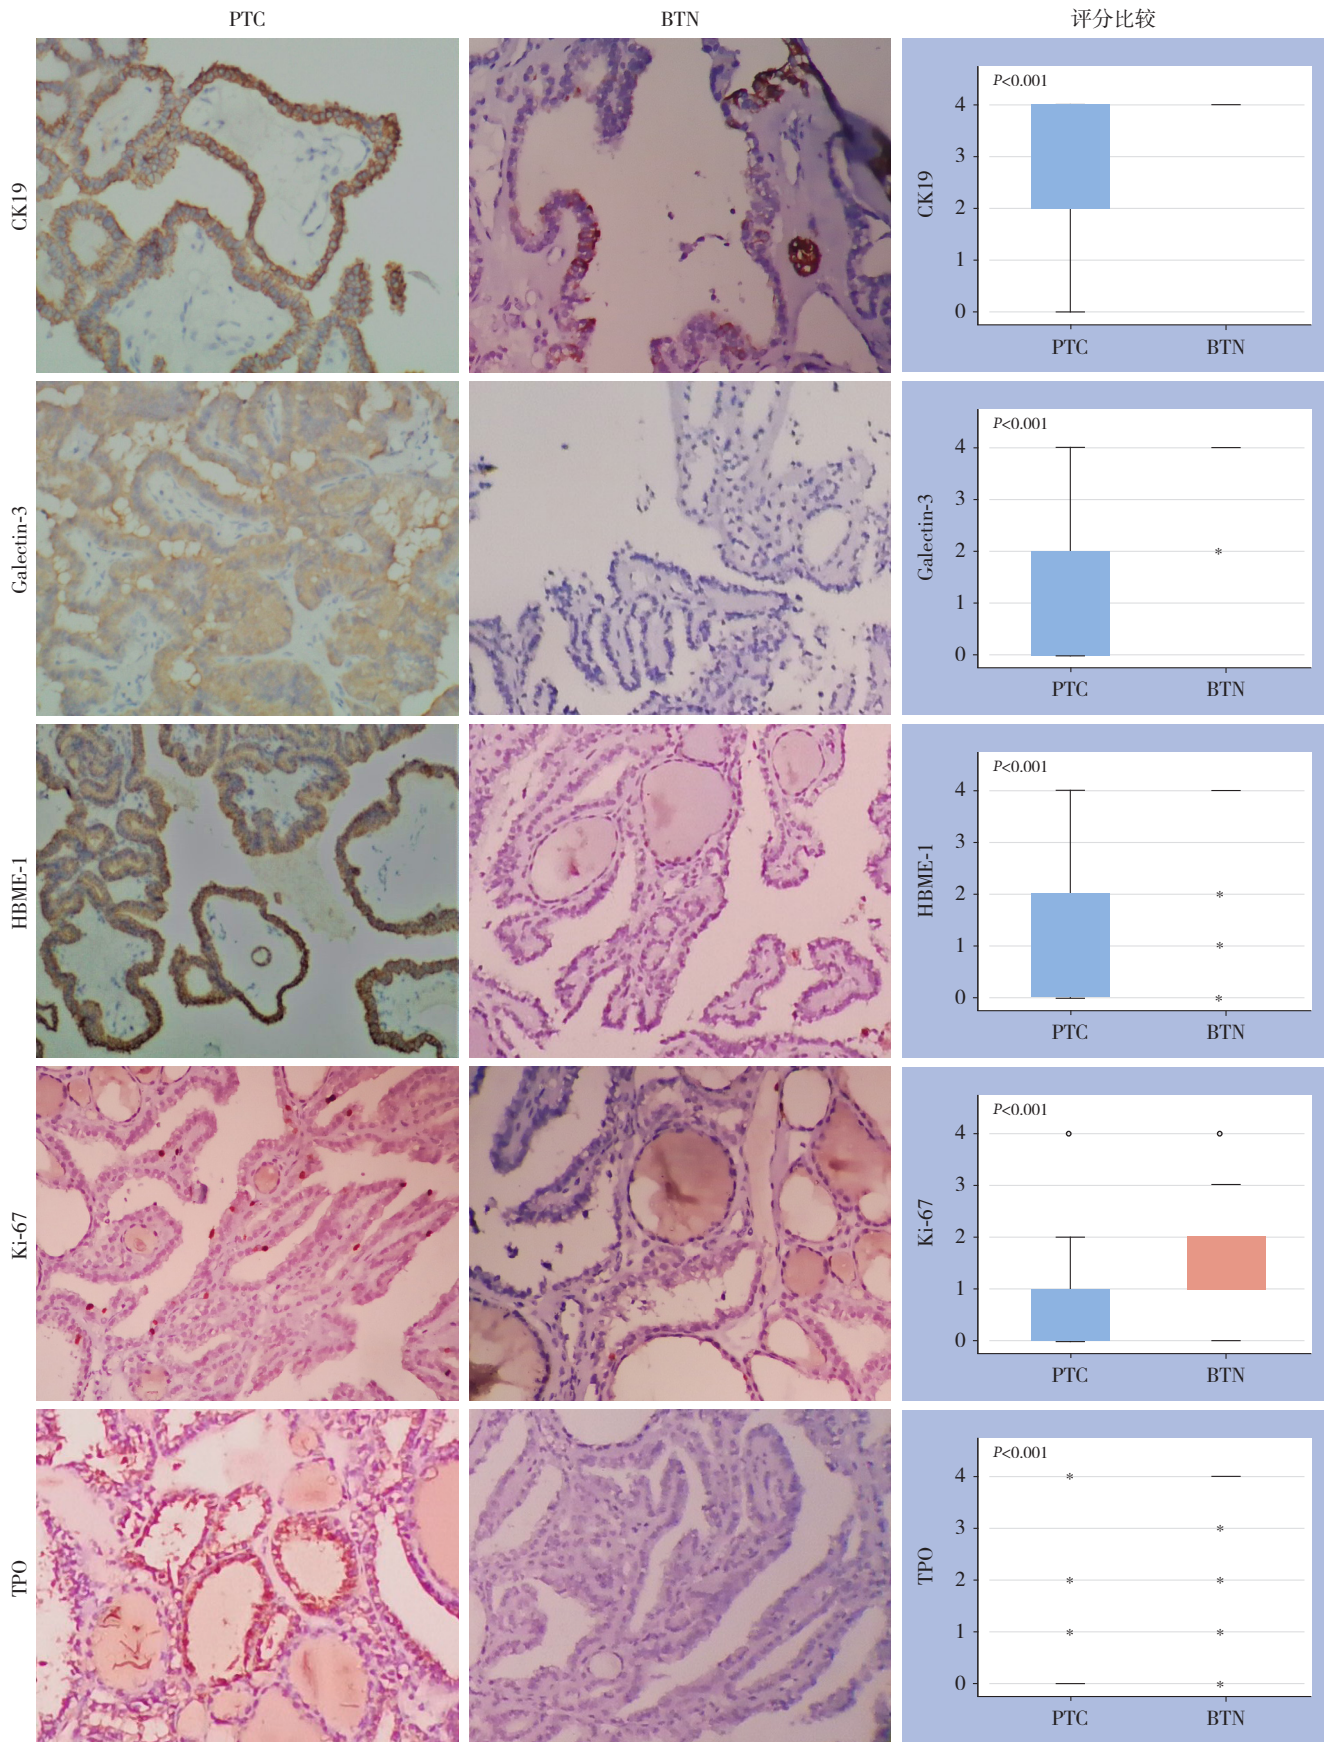 PTC
BTN
评分比较
CK19
CK19
P<0.001
4
3
2
1
0
PTC
BTN
Galectin-3
Galectin-3
P<0.001
4
3
2
1
0
PTC
BTN
HBME-1
HBME-1
P<0.001
4
3
2
1
0
PTC
BTN
Ki-67
Ki-67
P<0.001
4
3
2
1
0
PTC
BTN
TPO
TPO
P<0.001
4
3
2
1
0
PTC
BTN